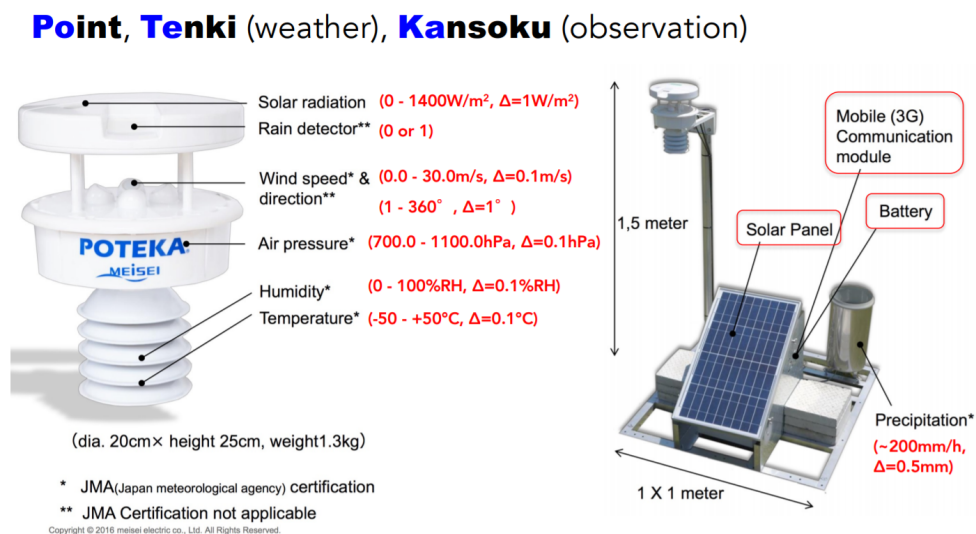 Point, Tenki (weather), Kansoku (observation)
Solar radiation (0 - 1400W/m², Δ=1W/m²)
Rain detector** (0 or 1)
Wind speed* & (0.0 - 30.0m/s, Δ=0.1m/s)
direction** (1 - 360°, Δ=1°)
POTEKA®
MEISEI
Air pressure* (700.0 - 1100.0hPa, Δ=0.1hPa)
Humidity* (0 - 100%RH, Δ=0.1%RH)
Temperature* (-50 - +50°C, Δ=0.1°C)
(dia. 20cm× height 25cm, weight1.3kg)
* JMA(Japan meteorological agency) certification
** JMA Certification not applicable
Copyright © 2016 meisei electric co., Ltd. All Rights Reserved.
Mobile (3G)
Communication
module
Battery
1,5 meter
Solar Panel
Precipitation*
(~200mm/h,
Δ=0.5mm)
1 X 1 meter